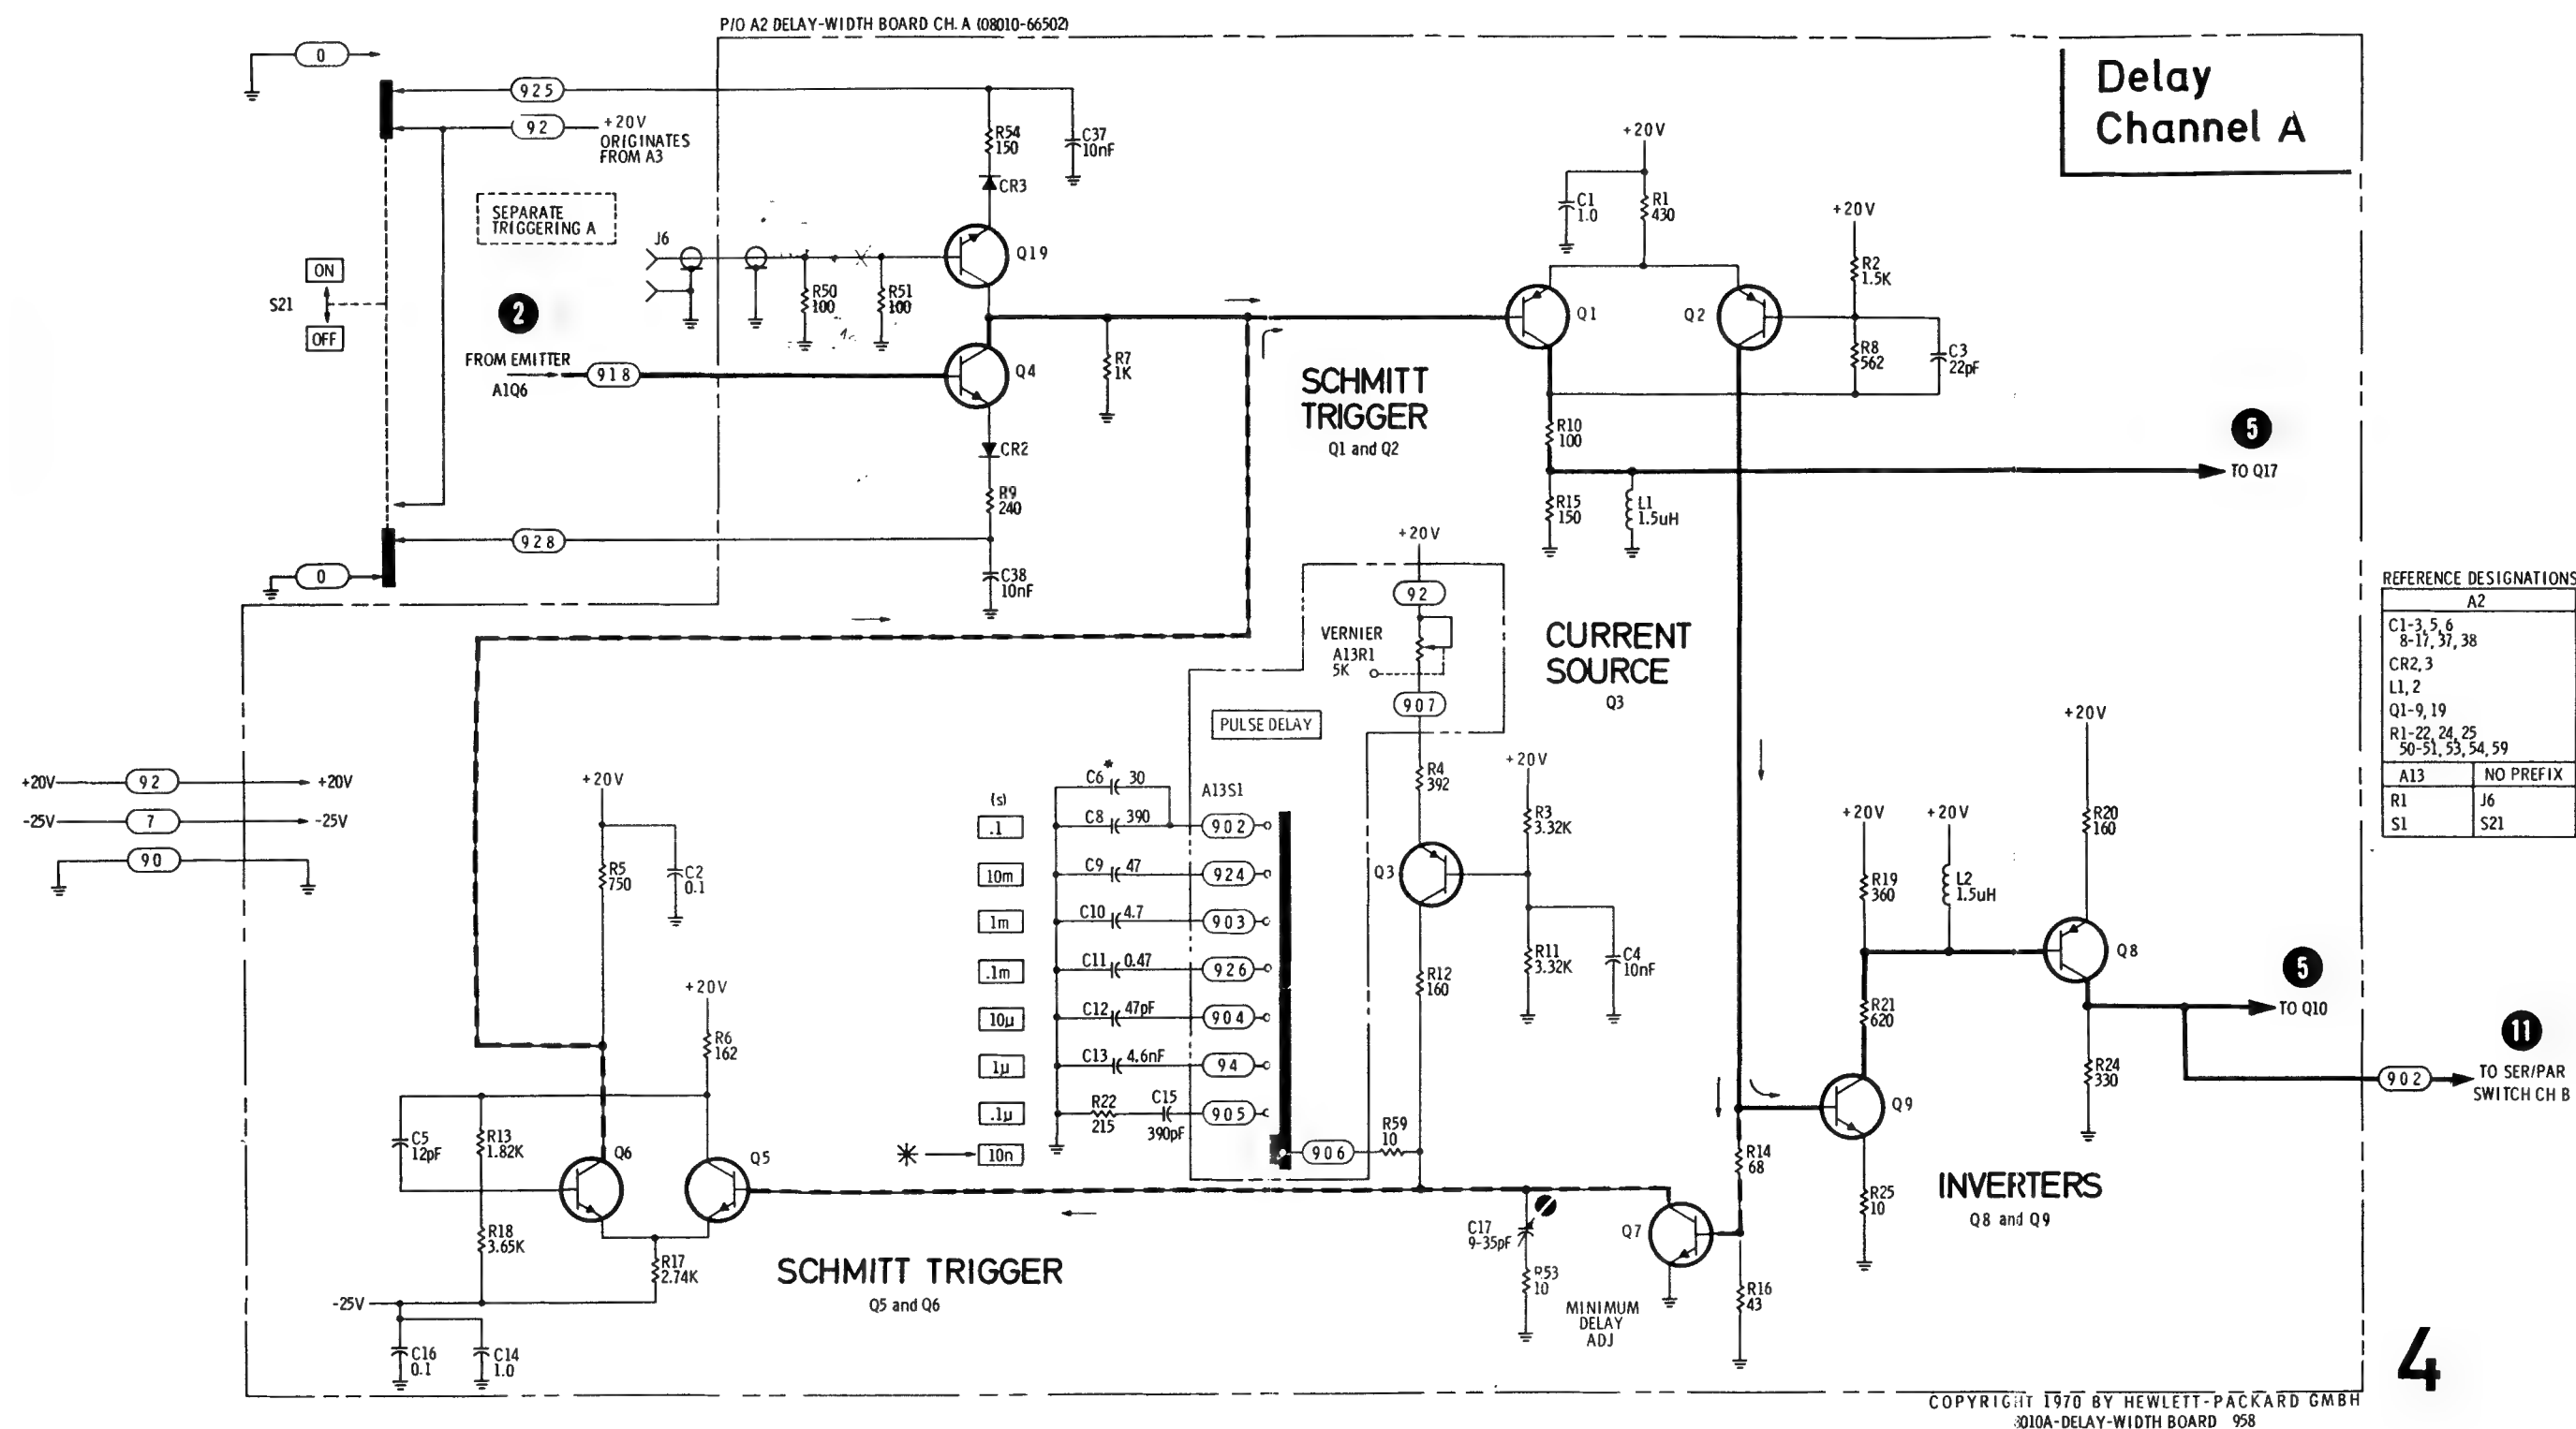 P/O A2 DELAY-WIDTH BOARD CH. A (08010-66502)
Delay
Channel A
0
925
92
+20V
ORIGINATES
FROM A3
R54
150
C37
10nF
CR3
SEPARATE
TRIGGERING A
J6
Q19
ON
S21
OFF
2
R50
100
R51
100
FROM EMITTER
A1Q6
918
Q4
R7
1K
CR2
R9
240
928
0
C38
10nF
+20V
C1
1.0
R1
430
+20V
R2
1.5K
Q1
Q2
R8
562
C3
22pF
SCHMITT
TRIGGER
Q1 and Q2
R10
100
5
TO Q17
R15
150
L1
1.5uH
+20V
92
VERNIER
A13R1
5K
907
CURRENT
SOURCE
Q3
PULSE DELAY
R4
392
+20V
R3
3.32K
Q3
R11
3.32K
C4
10nF
R12
160
A13S1
(s)
C6
*
30
.1
C8
390
902
10m
C9
47
924
1m
C10
4.7
903
.1m
C11
0.47
926
10µ
C12
47pF
904
1µ
C13
4.6nF
94
.1µ
R22
215
C15
390pF
905
10n
906
R59
10
+20V
92
+20V
-25V
7
-25V
90
+20V
R5
750
C2
0.1
+20V
R6
162
C5
12pF
R13
1.82K
Q6
Q5
R18
3.65K
R17
2.74K
-25V
C16
0.1
C14
1.0
SCHMITT TRIGGER
Q5 and Q6
C17
9-35pF
R53
10
MINIMUM
DELAY
ADJ
Q7
R14
68
R16
43
+20V
R19
360
+20V
L2
1.5uH
+20V
R20
160
Q8
R21
620
Q9
R25
10
R24
330
5
TO Q10
11
902
TO SER/PAR
SWITCH CH B
INVERTERS
Q8 and Q9
REFERENCE DESIGNATIONS
A2
C1-3, 5, 6
8-17, 37, 38
CR2, 3
L1, 2
Q1-9, 19
R1-22, 24, 25
50-51, 53, 54, 59
A13 NO PREFIX
R1 J6
S1 S21
4
COPYRIGHT 1970 BY HEWLETT-PACKARD GMBH
8010A-DELAY-WIDTH BOARD 958